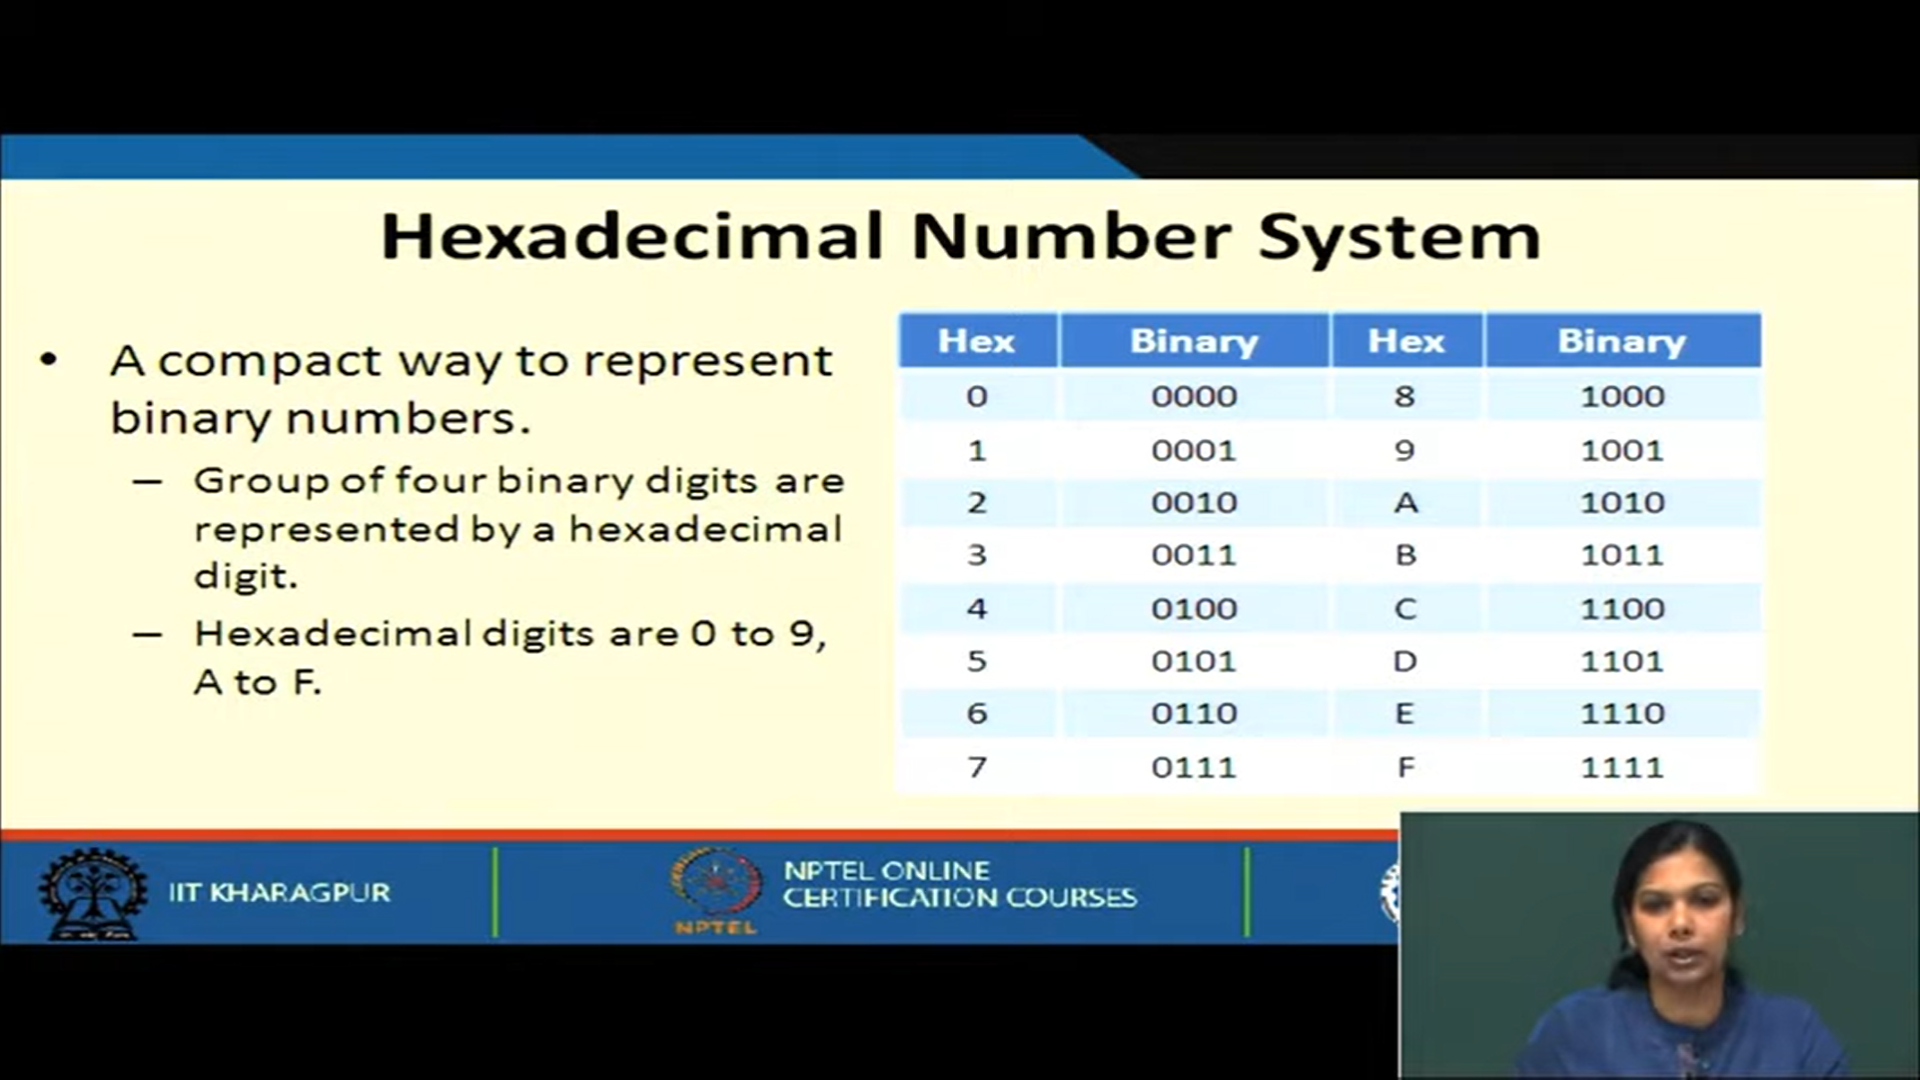 Hexadecimal Number System
• A compact way to represent
binary numbers.
– Group of four binary digits are
represented by a hexadecimal
digit.
– Hexadecimal digits are 0 to 9,
A to F.
Hex Binary Hex Binary
0 0000 8 1000
1 0001 9 1001
2 0010 A 1010
3 0011 B 1011
4 0100 C 1100
5 0101 D 1101
6 0110 E 1110
7 0111 F 1111
IIT KHARAGPUR
NPTEL
NPTEL ONLINE
CERTIFICATION COURSES